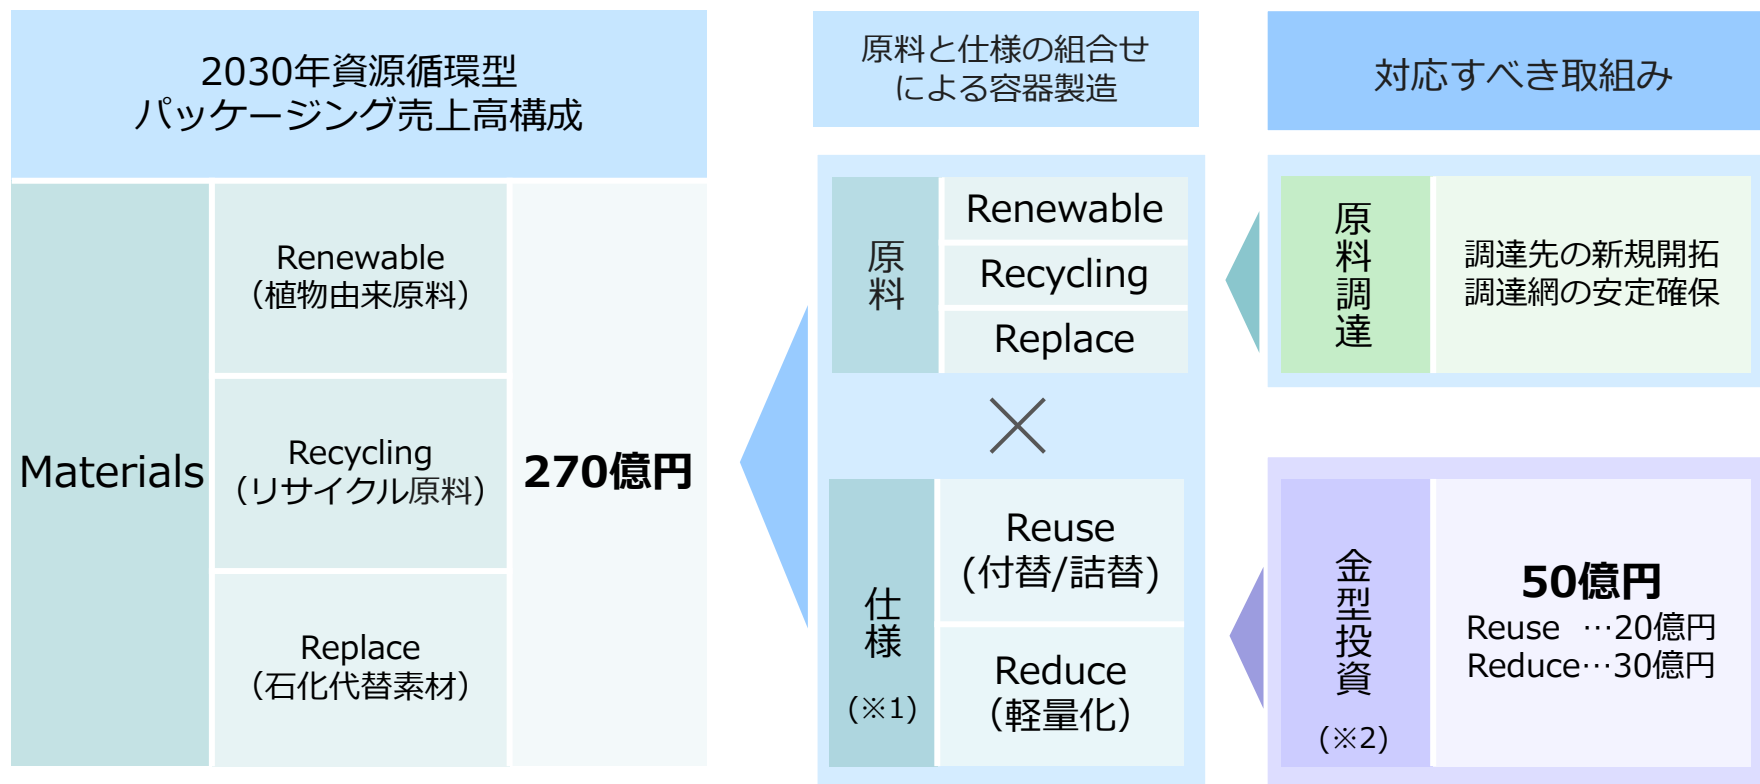 2030年資源循環型
パッケージング売上高構成
Materials
Renewable
（植物由来原料）
Recycling
（リサイクル原料）
Replace
（石化代替素材）
270億円
原料と仕様の組合せ
による容器製造
原料
Renewable
Recycling
Replace
×
仕様
(※1)
Reuse
(付替/詰替)
Reduce
（軽量化）
対応すべき取組み
原料調達
調達先の新規開拓
調達網の安定確保
金型投資
(※2)
50億円
Reuse …20億円
Reduce…30億円